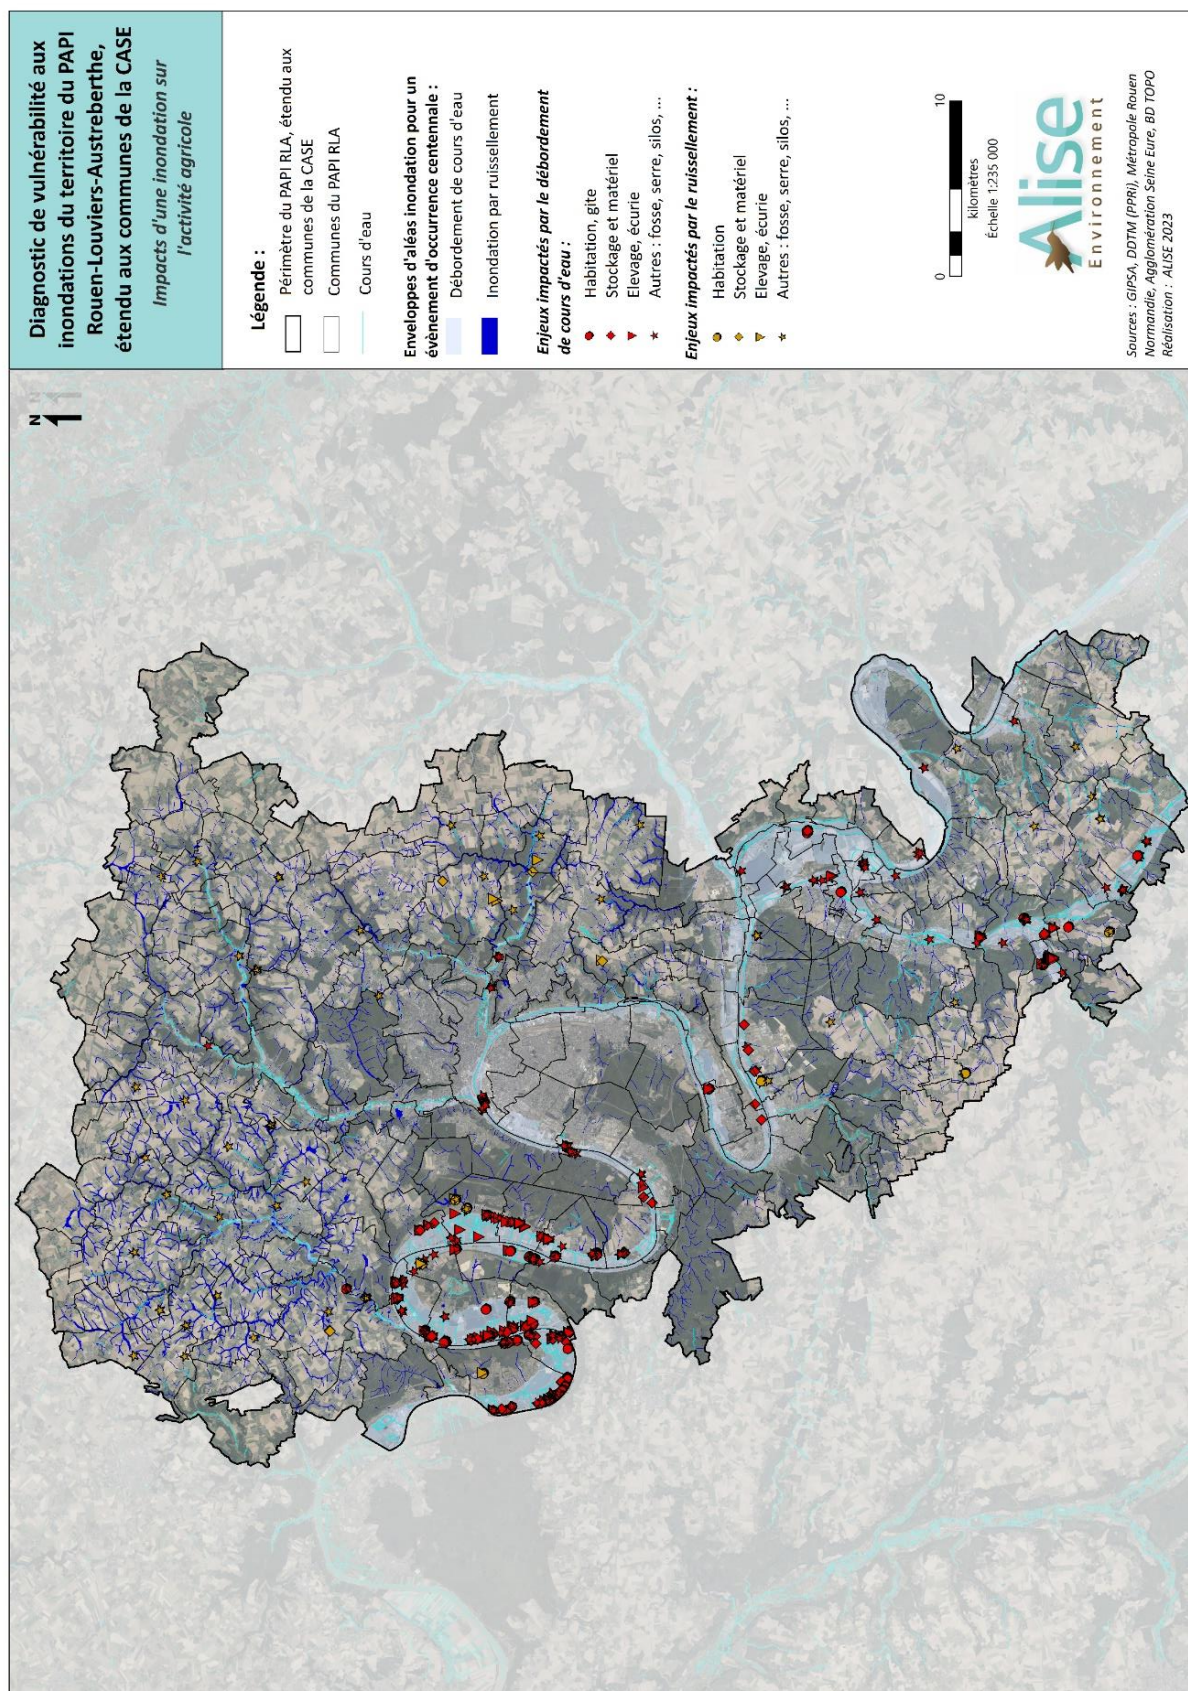 Diagnostic de vulnérabilité aux
inondations du territoire du PAPI
Rouen-Louviers-Austreberthe,
étendu aux communes de la CASE
Impacts d'une inondation sur
l'activité agricole
Légende :
Périmètre du PAPI RLA, étendu aux
communes de la CASE
Communes du PAPI RLA
Cours d'eau
Enveloppes d'aléas inondation pour un
évènement d'occurrence centennale :
Débordement de cours d'eau
Inondation par ruissellement
Enjeux impactés par le débordement
de cours d'eau :
Habitation, gite
Stockage et matériel
Elevage, écurie
Autres : fosse, serre, silos, ...
Enjeux impactés par le ruissellement :
Habitation
Stockage et matériel
Elevage, écurie
Autres : fosse, serre, silos, ...
0 10
kilomètres
Échelle 1:235 000
Alise
Environnement
Sources : GIPSA, DDTM (PPRi), Métropole Rouen
Normandie, Agglomération Seine Eure, BD TOPO
Réalisation : ALISE 2023
N